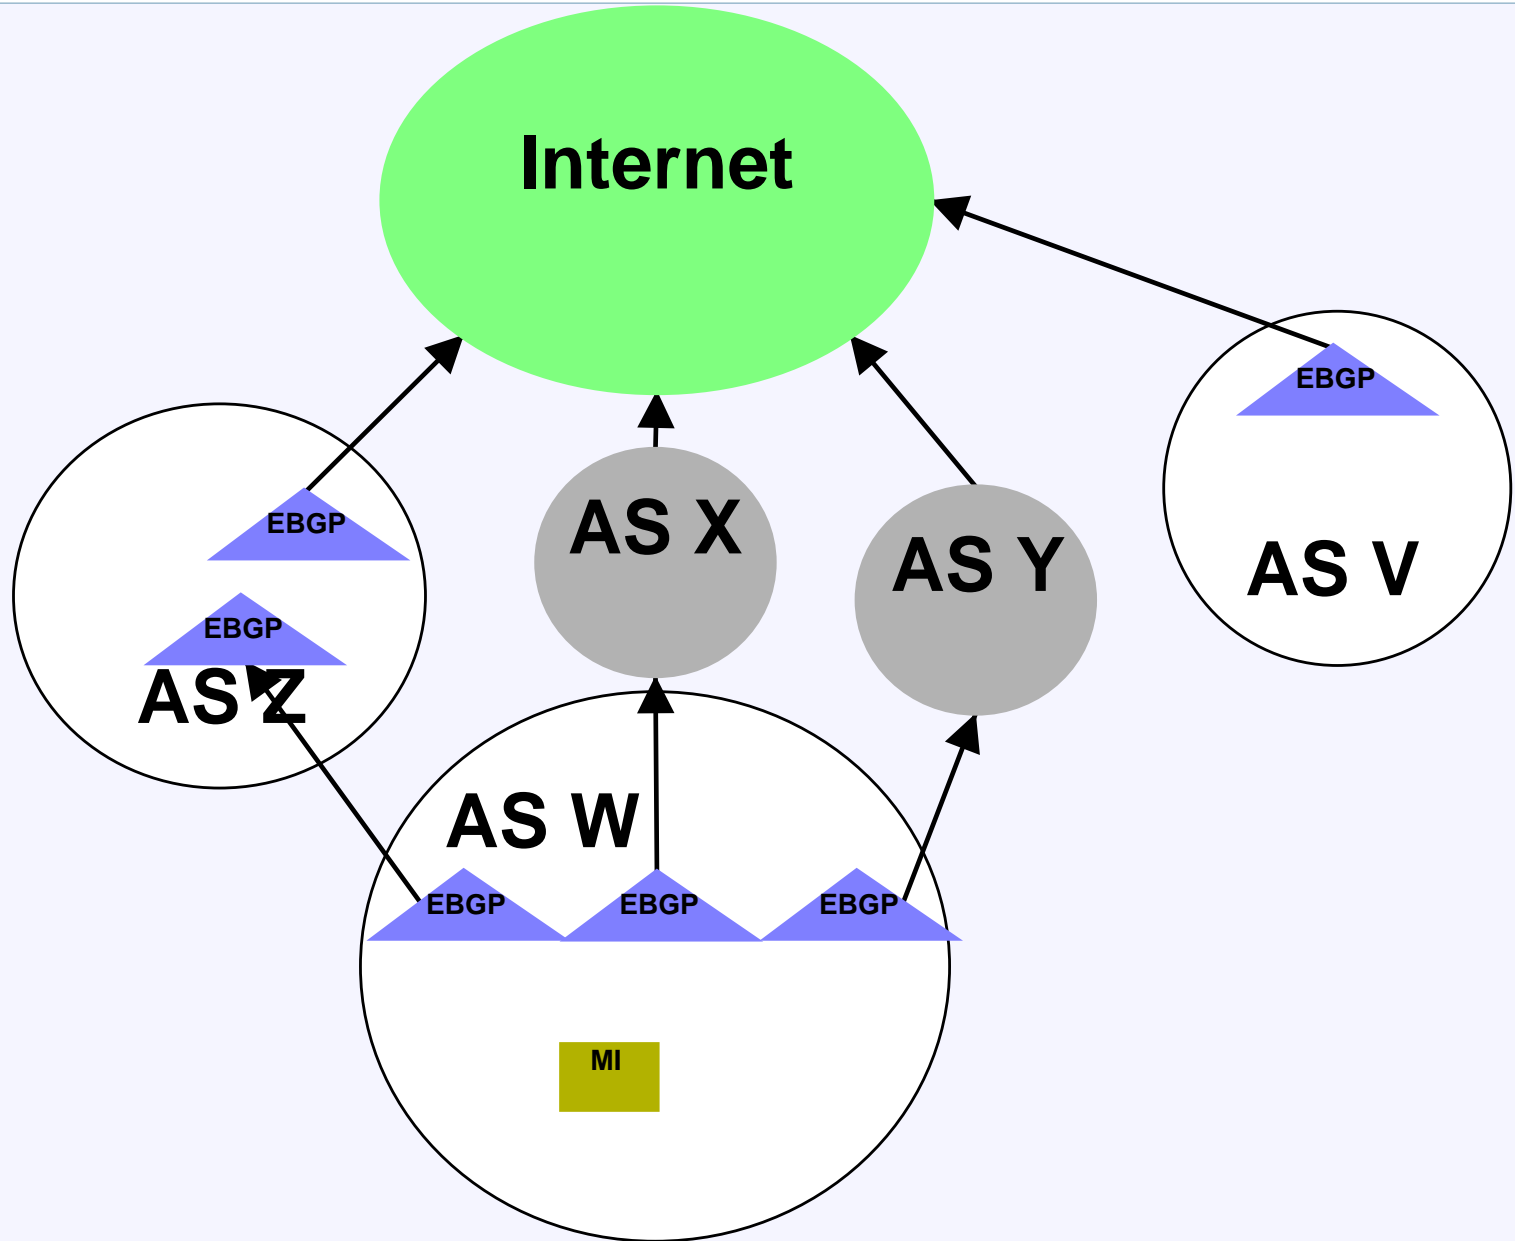 Internet
EBGP
EBGP
AS X
AS Y
AS V
EBGP
AS Z
AS W
EBGP
EBGP
EBGP
MI